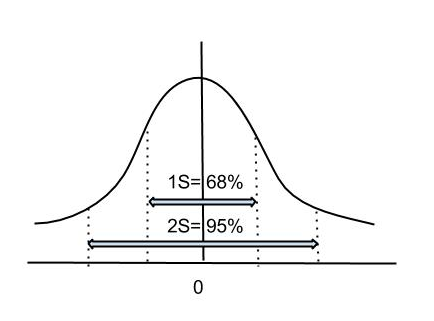 1S= 68%
2S= 95%
0